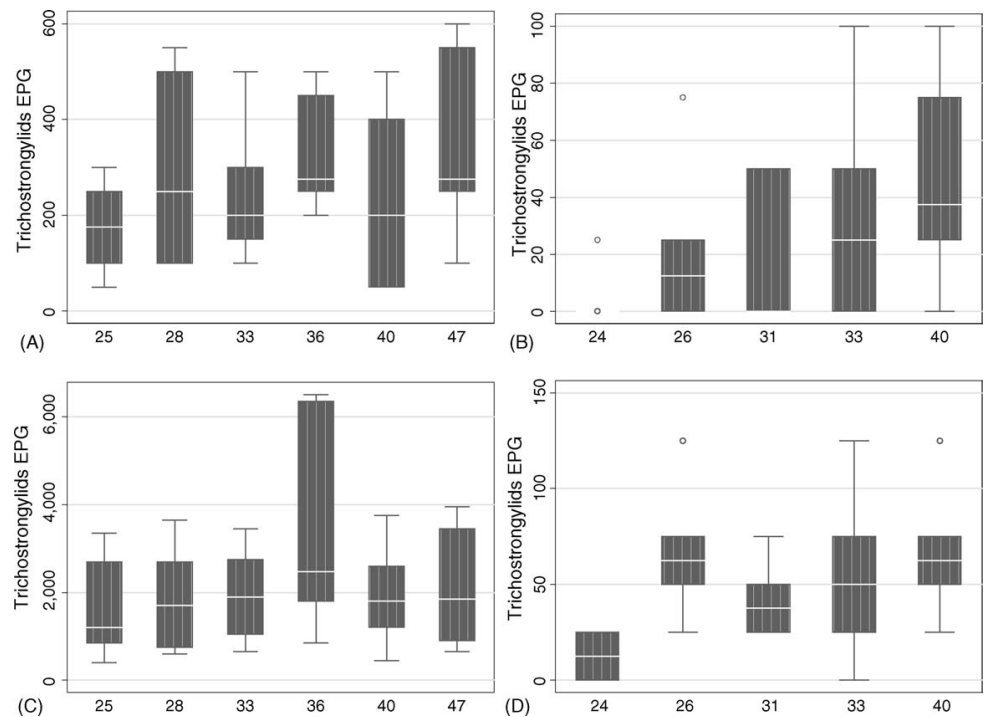 Trichostrongylids EPG
600
400
200
0
25 28 33 36 40 47
(A)
Trichostrongylids EPG
100
80
60
40
20
0
24 26 31 33 40
(B)
Trichostrongylids EPG
6,000
4,000
2,000
0
25 28 33 36 40 47
(C)
Trichostrongylids EPG
150
100
50
0
24 26 31 33 40
(D)